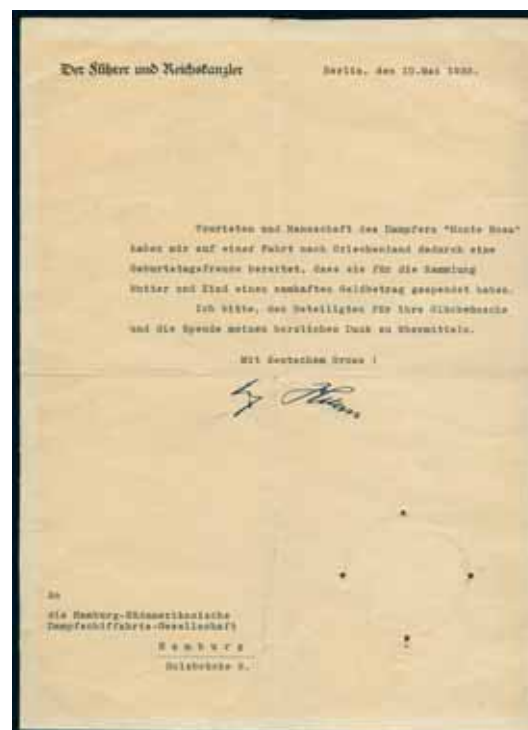 Der Führer und Reichskanzler
Berlin, den 10.Mai
Touristen und Mannschaft des Dampfers "Monte Rosa"
haben mir auf einer Fahrt nach Griechenland dadurch eine
Geburtstagsfreude bereitet, dass sie für die Sammlung
Mutter und Kind einen namhaften Geldbetrag gespendet haben.
Ich bitte, den Beteiligten für ihre Glückwünsche
und die Spende meinen herzlichen Dank zu übermitteln.
Mit deutschem Gruss !
An
die Hamburg-Südamerikanische
Dampfschiffahrts-Gesellschaft
Hamburg
Holzbrücke 8.